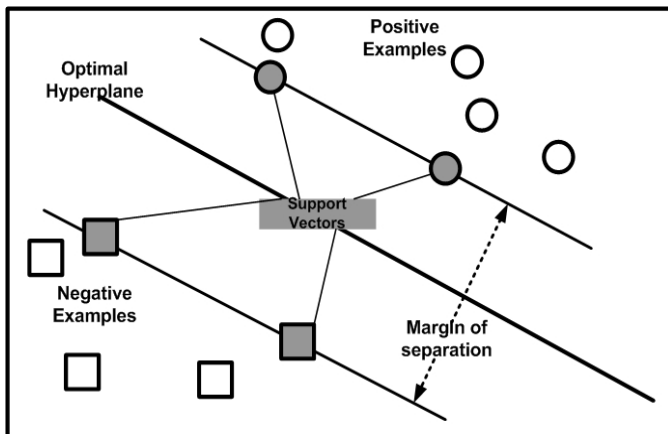 Positive
Examples
Optimal
Hyperplane
Support
Vectors
Negative
Examples
Margin of
separation